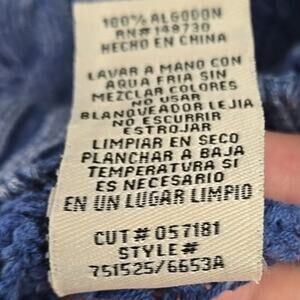 100% ALGODON
RN# 148730
HECHO EN CHINA
LAVAR A MANO CON
AQUA FRIA SIN
MEZCLAR COLORES
NO USAR
BLANQUEADOR LEJIA
NO ESCURRIR
ESTROJAR
LIMPIAR EN SECO
PLANCHAR A BAJA
TEMPERATURA SI
ES NECESARIO
EN UN LUGAR LIMPIO
CUT# 057181
STYLE#
751525/6653A